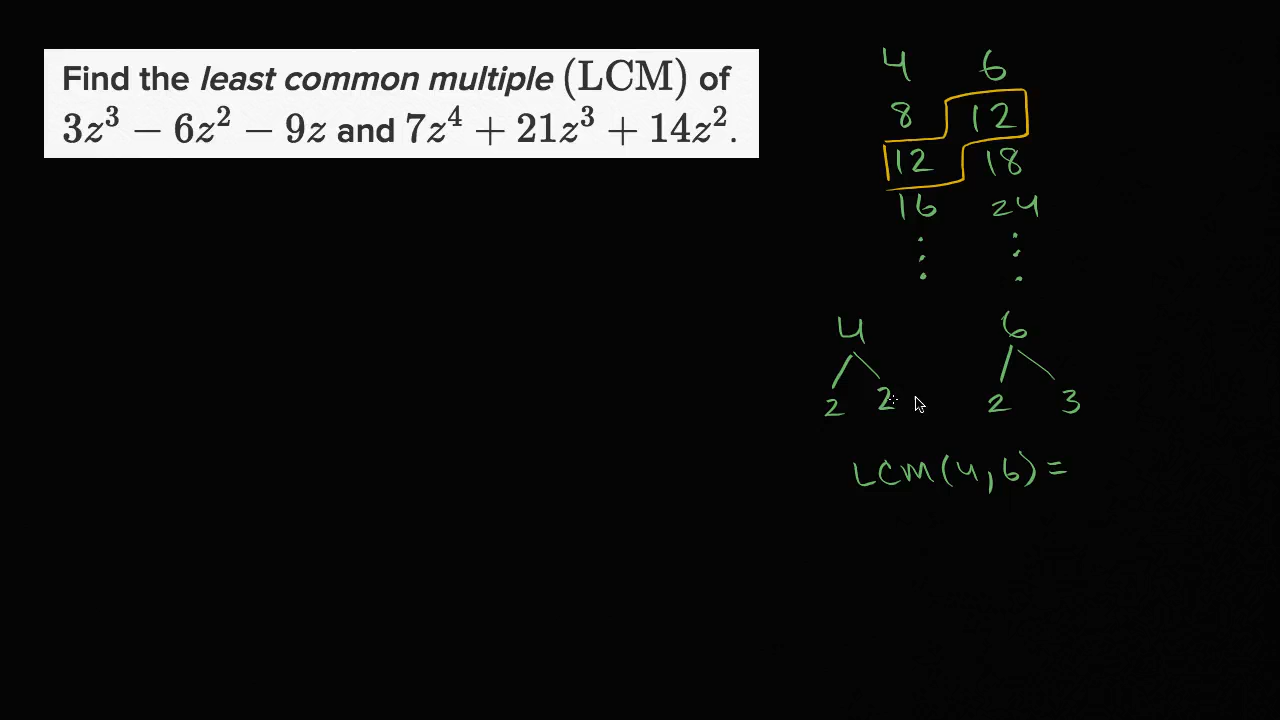 Find the least common multiple (LCM) of
3z³ − 6z² − 9z and 7z⁴ + 21z³ + 14z².
4 6
8 12
12 18
16 24
4 6
2 2 2 3
LCM(4,6)=